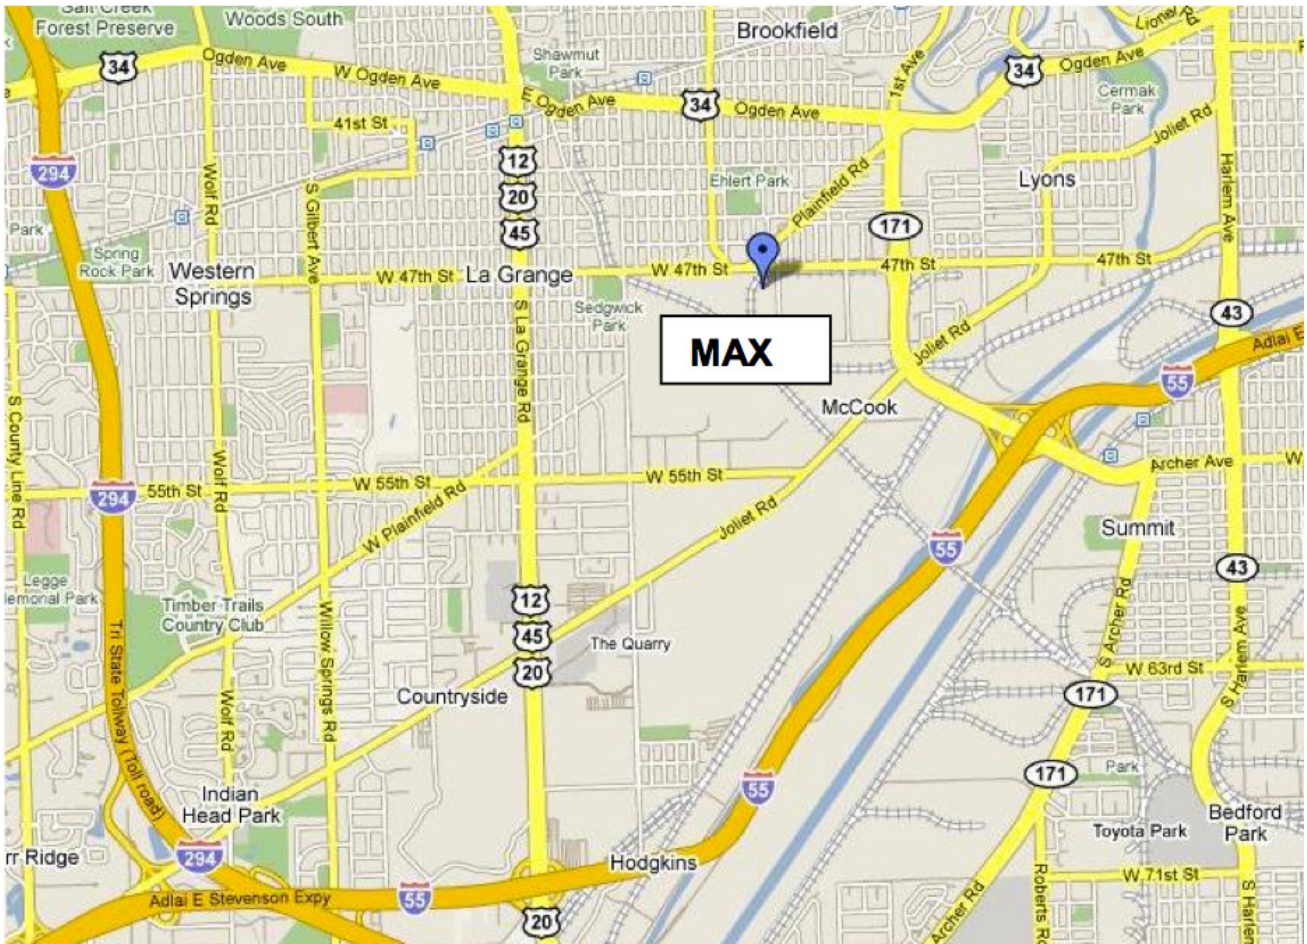 Salt Creek
Forest Preserve
Woods South
Brookfield
Lionel Rd
34
Ogden Ave
W Ogden Ave
Shawmut
Park
E Ogden Ave
34
Ogden Ave
1st Ave
34
Ogden Ave
Cermak
Park
Joliet Rd
41st St
294
Wolf Rd
S Gilbert Ave
12
20
45
Ehlert Park
Plainfield Rd
Lyons
Harlem Ave
171
Park
Spring
Rock Park
Western
Springs
W 47th St
La Grange
W 47th St
47th St
47th St
Sedgwick
Park
S La Grange Rd
MAX
Joliet Rd
43
Adlai E
55
McCook
S County Line Rd
Wolf Rd
294
55th St
W 55th St
W Plainfield Rd
W 55th St
Joliet Rd
Archer Ave
W
Summit
55
43
Legge
emorial Park
Timber Trails
Country Club
Willow Springs Rd
12
45
20
The Quarry
S Archer Rd
W 63rd St
S Harlem Ave
171
Tri State Tollway (Toll road)
Wolf Rd
Countryside
171
Park
55
Indian
Head Park
Toyota Park
Bedford
Park
rr Ridge
294
Hodgkins
Adlai E Stevenson Expy
55
20
Archer Rd
Roberts Rd
W 71st St
S Harlem